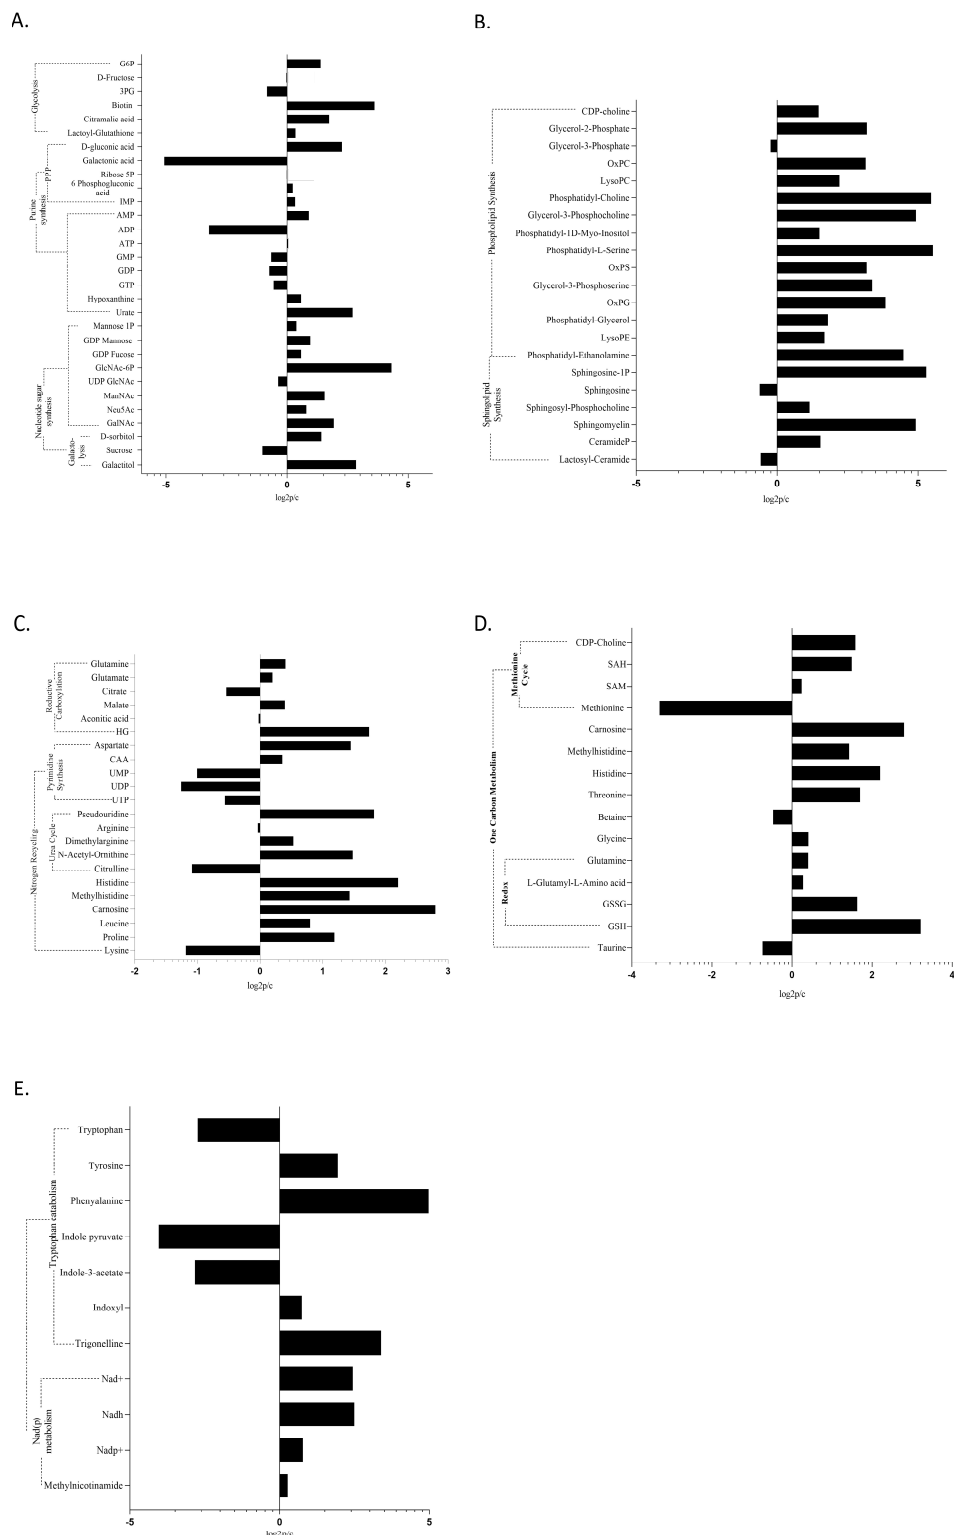 A.
G6P
D-Fructose
3PG
Biotin
Citramalic acid
Lactoyl-Glutathione
D-gluconic acid
Galactonic acid
Ribose 5P
6 Phosphogluconic
acid
IMP
AMP
ADP
ATP
GMP
GDP
GTP
Hypoxanthine
Urate
Mannose 1P
GDP Mannose
GDP Fucose
GlcNAc-6P
UDP GlcNAc
ManNAc
Neu5Ac
GalNAc
D-sorbitol
Sucrose
Galactitol
Glycolysis
PPP
Purine
synthesis
Nucleotide sugar
synthesis
Galacto-
lysis
-5
0
5
log2p/c
B.
CDP-choline
Glycerol-2-Phosphate
Glycerol-3-Phosphate
OxPC
LysoPC
Phosphatidyl-Choline
Glycerol-3-Phosphocholine
Phosphatidyl-1D-Myo-Inositol
Phosphatidyl-L-Serine
OxPS
Glycerol-3-Phosphoserine
OxPG
Phosphatidyl-Glycerol
LysoPE
Phosphatidyl-Ethanolamine
Sphingosine-1P
Sphingosine
Sphingosyl-Phosphocholine
Sphingomyelin
CeramideP
Lactosyl-Ceramide
Phospholipid Synthesis
Sphingolipid
Synthesis
-5
0
5
log2p/c
C.
Glutamine
Glutamate
Citrate
Malate
Aconitic acid
HG
Aspartate
CAA
UMP
UDP
UTP
Pseudouridine
Arginine
Dimethylarginine
N-Acetyl-Ornithine
Citrulline
Histidine
Methylhistidine
Carnosine
Leucine
Proline
Lysine
Reductive
Carboxylation
Pyrimidine
Synthesis
Urea Cycle
Nitrogen Recycling
-2
-1
0
1
2
3
log2p/c
D.
CDP-Choline
SAH
SAM
Methionine
Carnosine
Methylhistidine
Histidine
Threonine
Betaine
Glycine
Glutamine
L-Glutamyl-L-Amino acid
GSSG
GSH
Taurine
Methionine
Cycle
One Carbon Metabolism
Redox
-4
-2
0
2
4
log2p/c
E.
Tryptophan
Tyrosine
Phenyalanine
Indole pyruvate
Indole-3-acetate
Indoxyl
Trigonelline
Nad+
Nadh
Nadp+
Methylnicotinamide
Tryptophan catabolism
Nad(p)
metabolism
-5
0
5
log2p/c